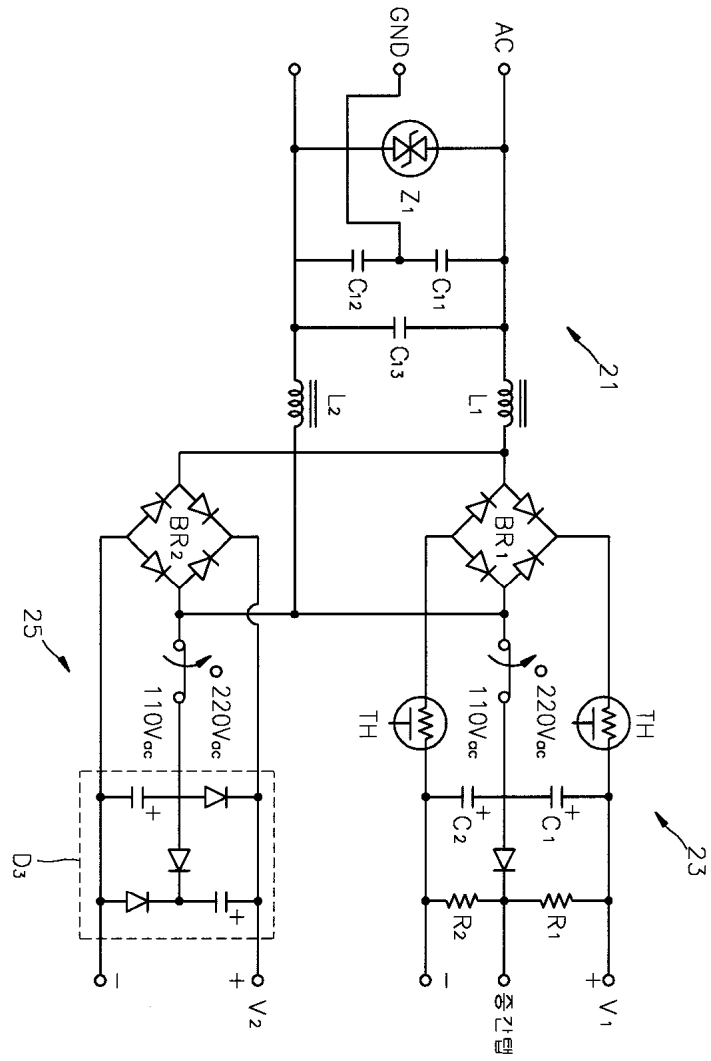 GND
AC
Z₁
C₁₂
C₁₁
C₁₃
21
L₂
L₁
BR₂
BR₁
25
110Vac
220Vac
110Vac
220Vac
TH
TH
C₂
C₁
23
+
+
+
+
D₃
R₂
R₁
-
+
V₂
-
중간탭
+
V₁